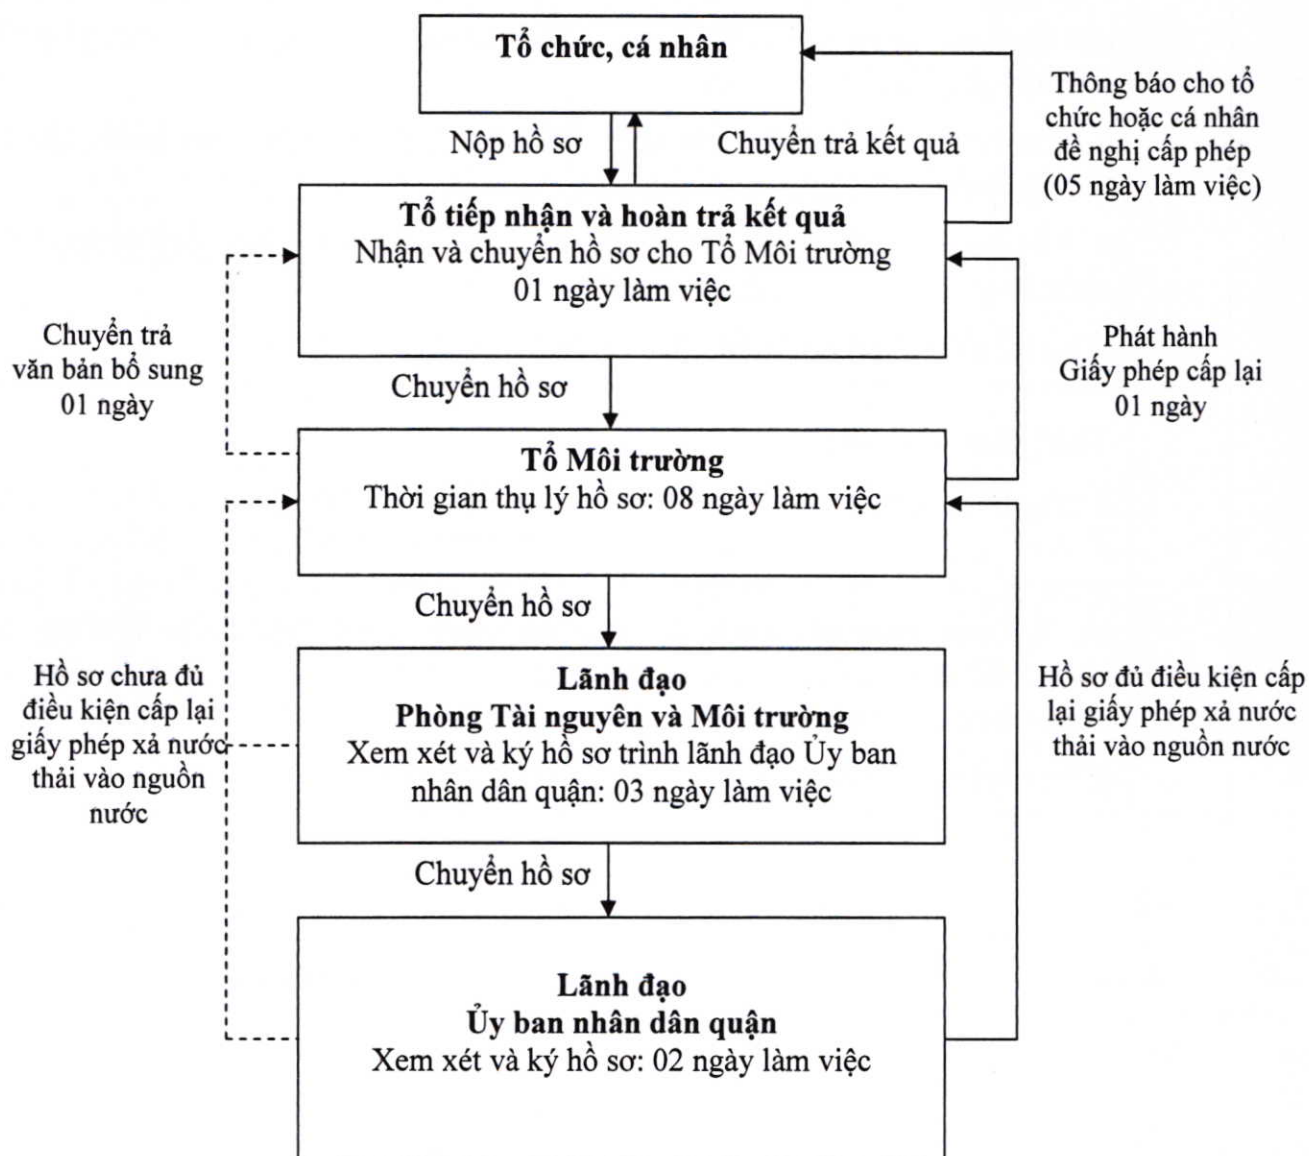 Tổ chức, cá nhân
Thông báo cho tổ
chức hoặc cá nhân
đề nghị cấp phép
(05 ngày làm việc)
Nộp hồ sơ
Chuyển trả kết quả
Tổ tiếp nhận và hoàn trả kết quả
Nhận và chuyển hồ sơ cho Tổ Môi trường
01 ngày làm việc
Chuyển trả
văn bản bổ sung
01 ngày
Phát hành
Giấy phép cấp lại
01 ngày
Chuyển hồ sơ
Tổ Môi trường
Thời gian thụ lý hồ sơ: 08 ngày làm việc
Chuyển hồ sơ
Hồ sơ chưa đủ
điều kiện cấp lại
giấy phép xả nước
thải vào nguồn
nước
Lãnh đạo
Phòng Tài nguyên và Môi trường
Xem xét và ký hồ sơ trình lãnh đạo Ủy ban
nhân dân quận: 03 ngày làm việc
Hồ sơ đủ điều kiện cấp
lại giấy phép xả nước
thải vào nguồn nước
Chuyển hồ sơ
Lãnh đạo
Ủy ban nhân dân quận
Xem xét và ký hồ sơ: 02 ngày làm việc